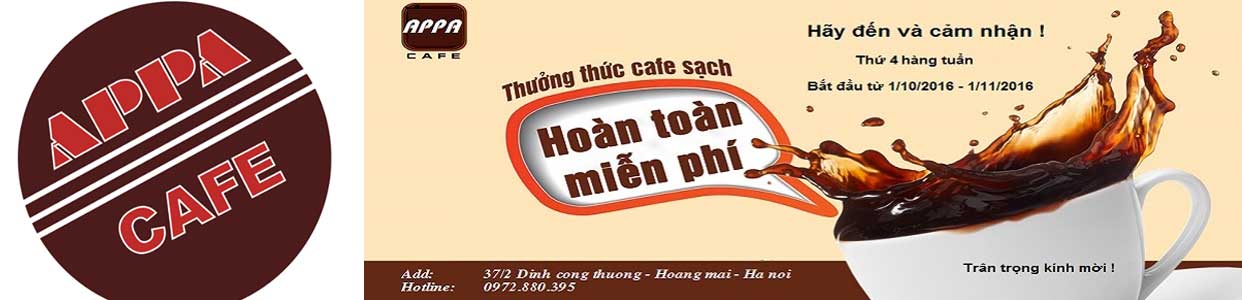 APPA
CAFE
APPA
CAFE
Thưởng thức cafe sạch
Hoàn toàn
miễn phí
Hãy đến và cảm nhận !
Thứ 4 hàng tuần
Bắt đầu từ 1/10/2016 - 1/11/2016
Trân trọng kính mời !
Add: 37/2 Dinh cong thuong - Hoang mai - Ha noi
Hotline: 0972.880.395